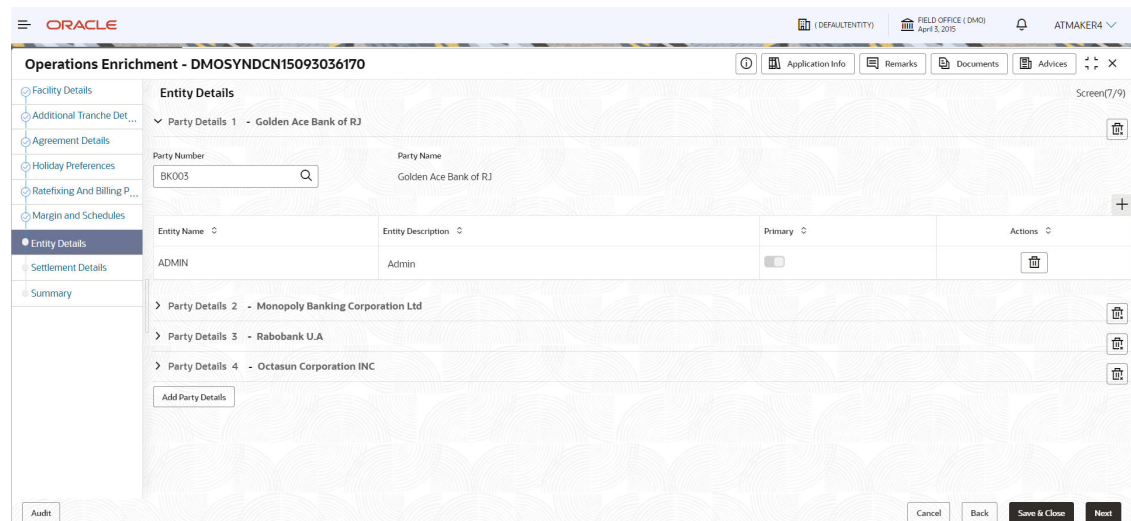 ORACLE
( DEFAULTENTITY)
FIELD OFFICE ( DMO)
April 3, 2015
ATMAKER4
Operations Enrichment - DMOSYNDCN15093036170
Application Info
Remarks
Documents
Advices
Facility Details
Additional Tranche Det...
Agreement Details
Holiday Preferences
Ratefixing And Billing P...
Margin and Schedules
Entity Details
Settlement Details
Summary
Entity Details
Screen(7/9)
Party Details 1 - Golden Ace Bank of RJ
Party Number
Party Name
BK003
Golden Ace Bank of RJ
Entity Name
Entity Description
Primary
Actions
ADMIN
Admin
Party Details 2 - Monopoly Banking Corporation Ltd
Party Details 3 - Rabobank U.A
Party Details 4 - Octasun Corporation INC
Add Party Details
Audit
Cancel
Back
Save & Close
Next